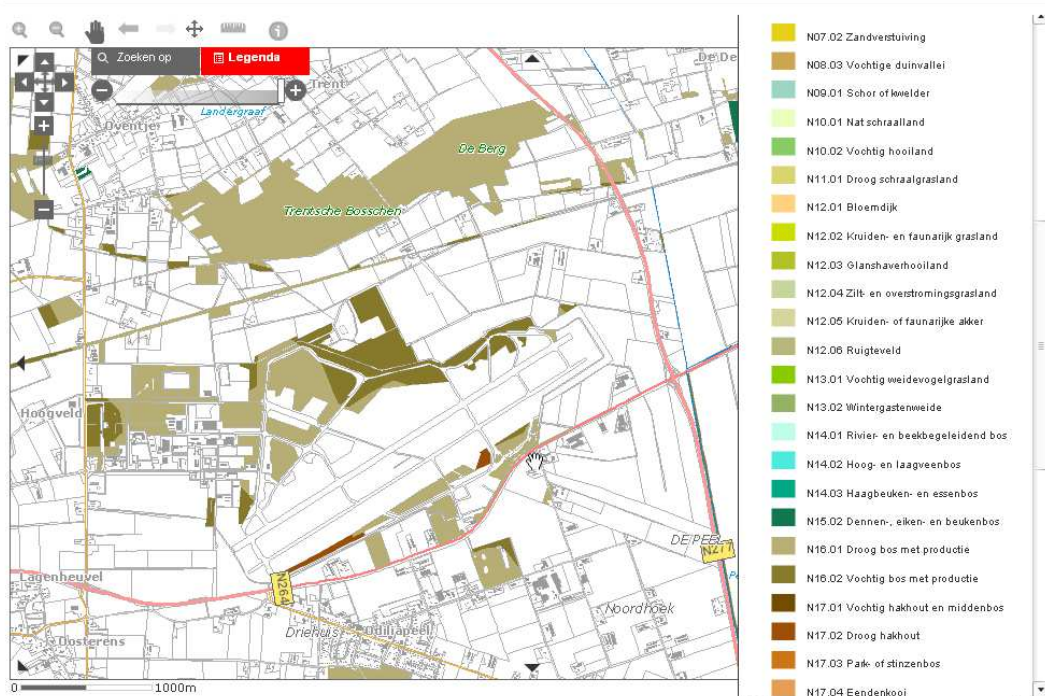 Zoeken op
Legenda
De De
Trent
Landergraaf
Oventje
De Berg
Trentsche Bosschen
Hoogveld
DE PEEL
N277
Pe
Lagenheuvel
N264
Noordhoek
Driehuis
Odiliapeel
Oosterens
0 1000m
N07.02 Zandverstuiving
N08.03 Vochtige duinvallei
N09.01 Schor of kwelder
N10.01 Nat schraalland
N10.02 Vochtig hooiland
N11.01 Droog schraalgrasland
N12.01 Bloemdijk
N12.02 Kruiden- en faunarijk grasland
N12.03 Glanshaverhooiland
N12.04 Zilt- en overstromingsgrasland
N12.05 Kruiden- of faunarijke akker
N12.06 Ruigteveld
N13.01 Vochtig weidevogelgrasland
N13.02 Wintergastenweide
N14.01 Rivier- en beekbegeleidend bos
N14.02 Hoog- en laagveenbos
N14.03 Haagbeuken- en essenbos
N15.02 Dennen-, eiken- en beukenbos
N16.01 Droog bos met productie
N16.02 Vochtig bos met productie
N17.01 Vochtig hakhout en middenbos
N17.02 Droog hakhout
N17.03 Park- of stinzenbos
N17.04 Eendenkooi